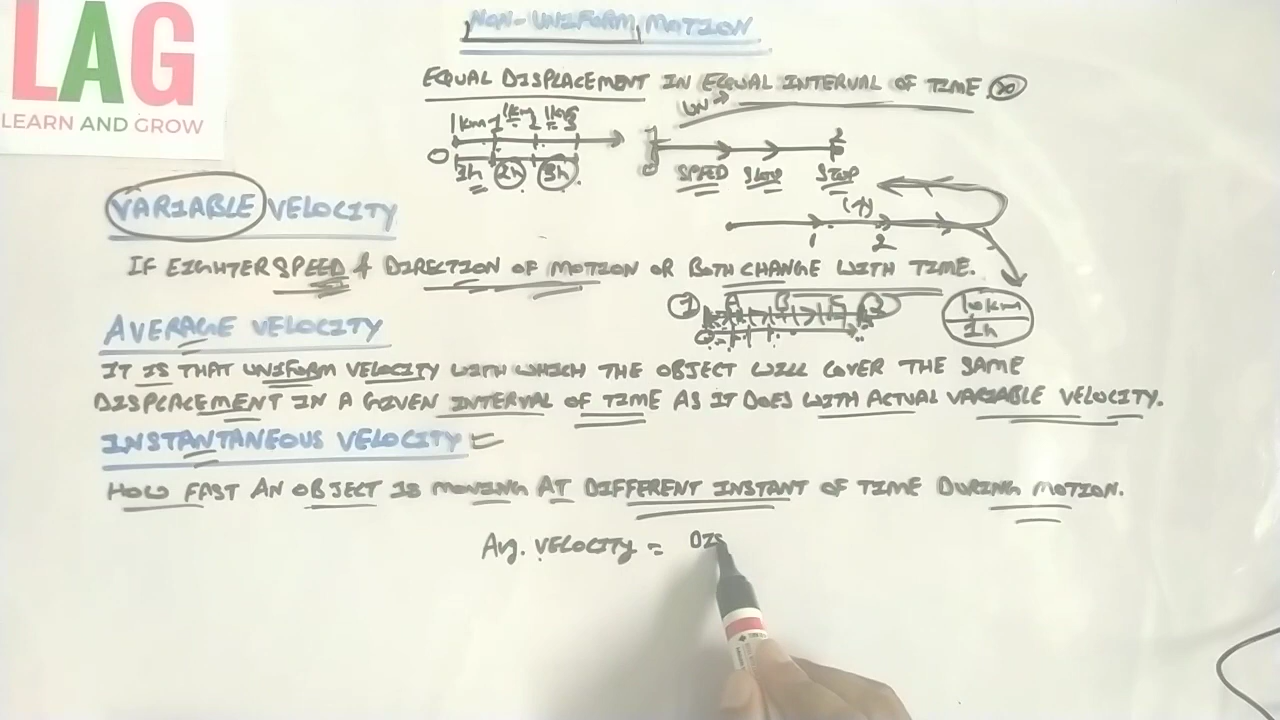 LAG
LEARN AND GROW
NON-UNIFORM MOTION
EQUAL DISPLACEMENT IN EQUAL INTERVAL OF TIME
UN
1km 1 1km 2 1km 3
0
1h 2h 3h
2
SPEED SLOW STOP
VARIABLE VELOCITY
1 2
IF EIGHTER SPEED & DIRECTION OF MOTION OR BOTH CHANGE WITH TIME.
1 A B C 2
10km
1h
AVERAGE VELOCITY
IT IS THAT UNIFORM VELOCITY WITH WHICH THE OBJECT WILL COVER THE SAME
DISPLACEMENT IN A GIVEN INTERVAL OF TIME AS IT DOES WITH ACTUAL VARIABLE VELOCITY.
INSTANTANEOUS VELOCITY
HOW FAST AN OBJECT IS MOVING AT DIFFERENT INSTANT OF TIME DURING MOTION.
Avg. VELOCITY = DIS